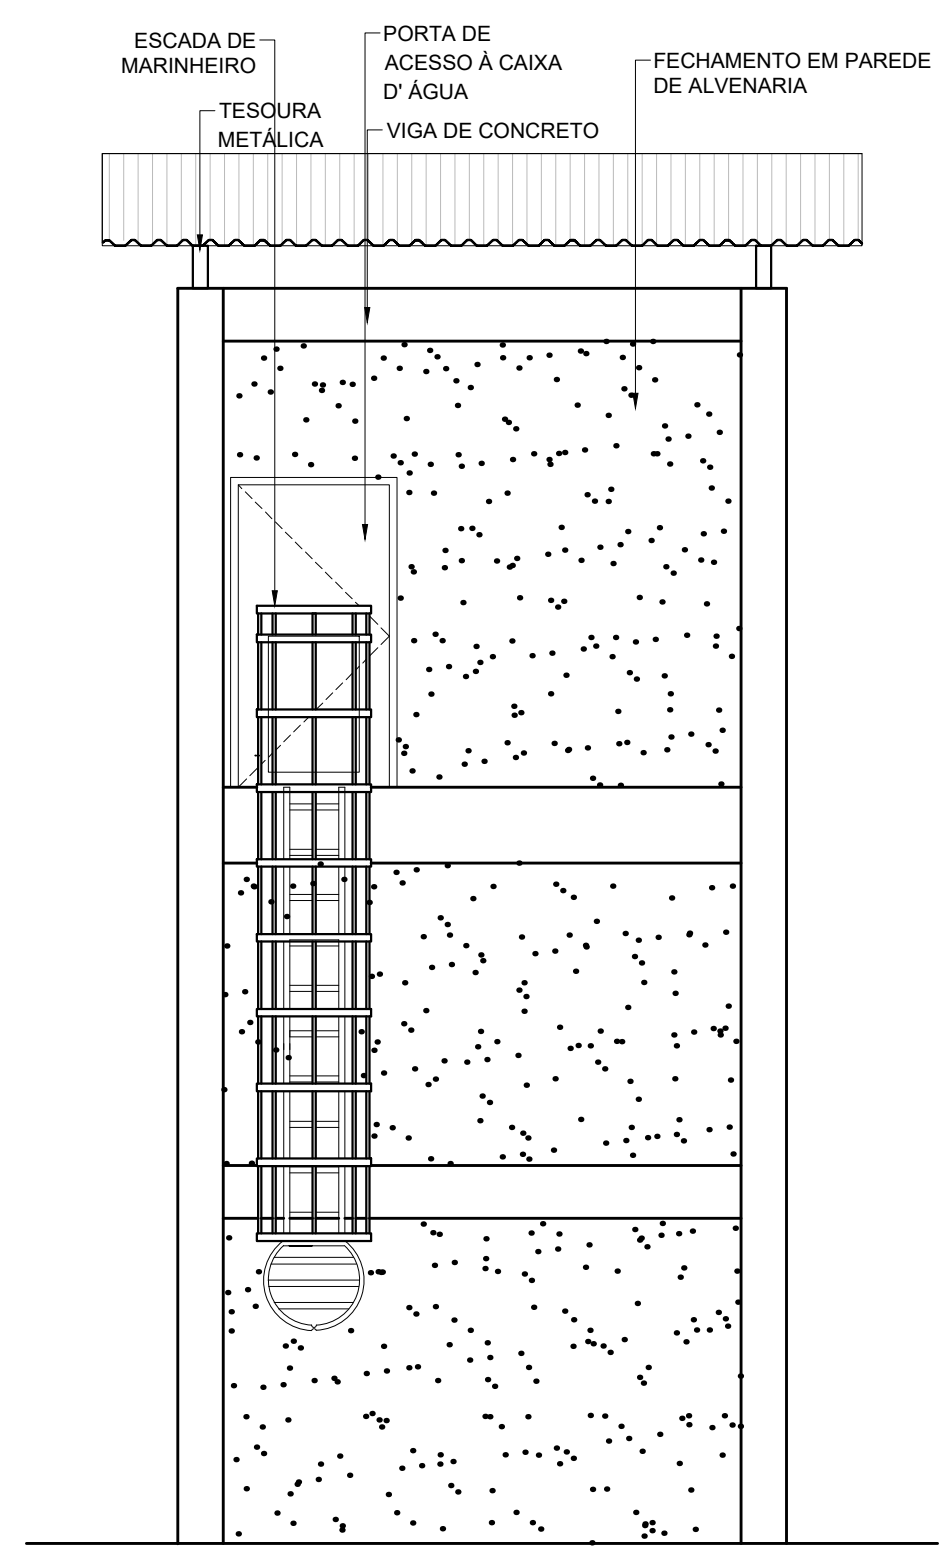 ESCADA DE
MARINHEIRO
PORTA DE
ACESSO À CAIXA
D' ÁGUA
FECHAMENTO EM PAREDE
DE ALVENARIA
TESOURA
METÁLICA
VIGA DE CONCRETO